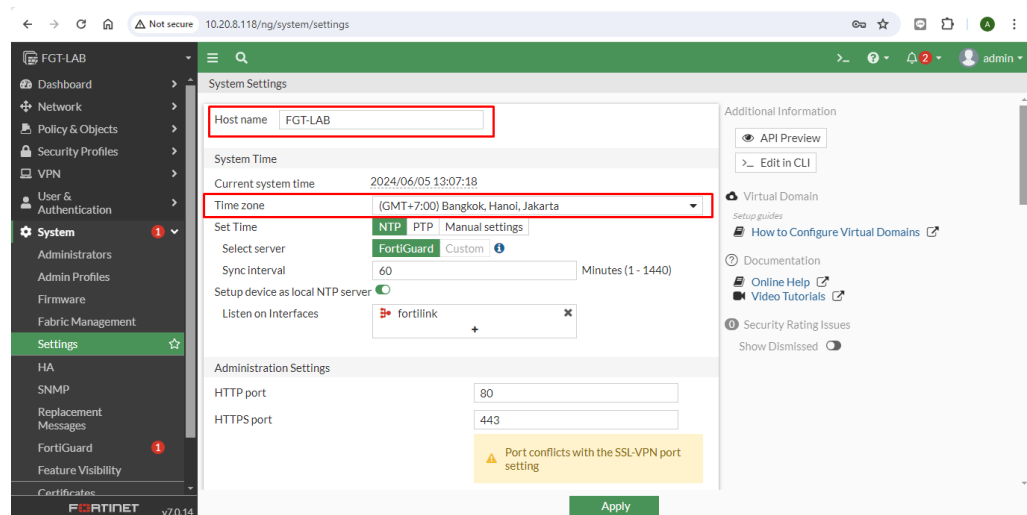 Not secure 10.20.8.118/ng/system/settings
A
FGT-LAB
>_ 2 admin
Dashboard
Network
Policy & Objects
Security Profiles
VPN
User &
Authentication
System 1
Administrators
Admin Profiles
Firmware
Fabric Management
Settings
HA
SNMP
Replacement
Messages
FortiGuard 1
Feature Visibility
Certificates
FORTINET v7.0.14
System Settings
Host name FGT-LAB
System Time
Current system time 2024/06/05 13:07:18
Time zone (GMT+7:00) Bangkok, Hanoi, Jakarta
Set Time NTP PTP Manual settings
Select server FortiGuard Custom
Sync interval 60 Minutes (1 - 1440)
Setup device as local NTP server
Listen on Interfaces fortilink
+
Administration Settings
HTTP port 80
HTTPS port 443
Port conflicts with the SSL-VPN port
setting
Apply
Additional Information
API Preview
>_ Edit in CLI
Virtual Domain
Setup guides
How to Configure Virtual Domains
Documentation
Online Help
Video Tutorials
0 Security Rating Issues
Show Dismissed